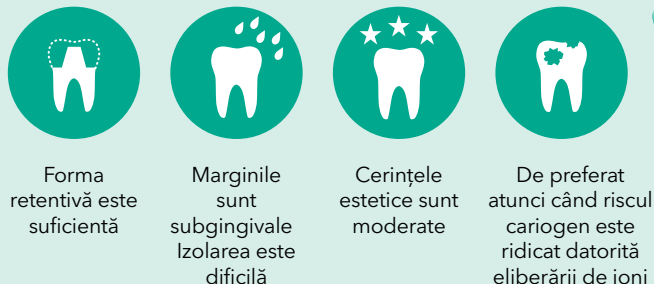 Forma
retentivă este
suficientă
Marginile
sunt
subgingivale
Izolarea este
dificilă
Cerințele
estetice sunt
moderate
De preferat
atunci când riscul
cariogen este
ridicat datorită
eliberării de ioni